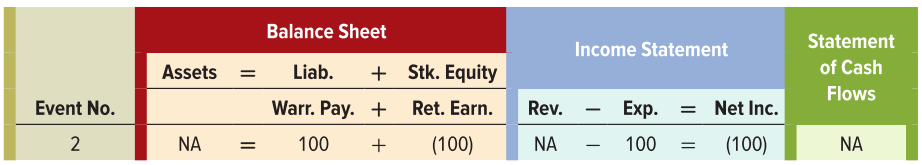 Balance Sheet
Income Statement
Statement
of Cash
Flows
Assets = Liab. + Stk. Equity
Event No. Warr. Pay. + Ret. Earn. Rev. − Exp. = Net Inc.
2 NA = 100 + (100) NA − 100 = (100) NA